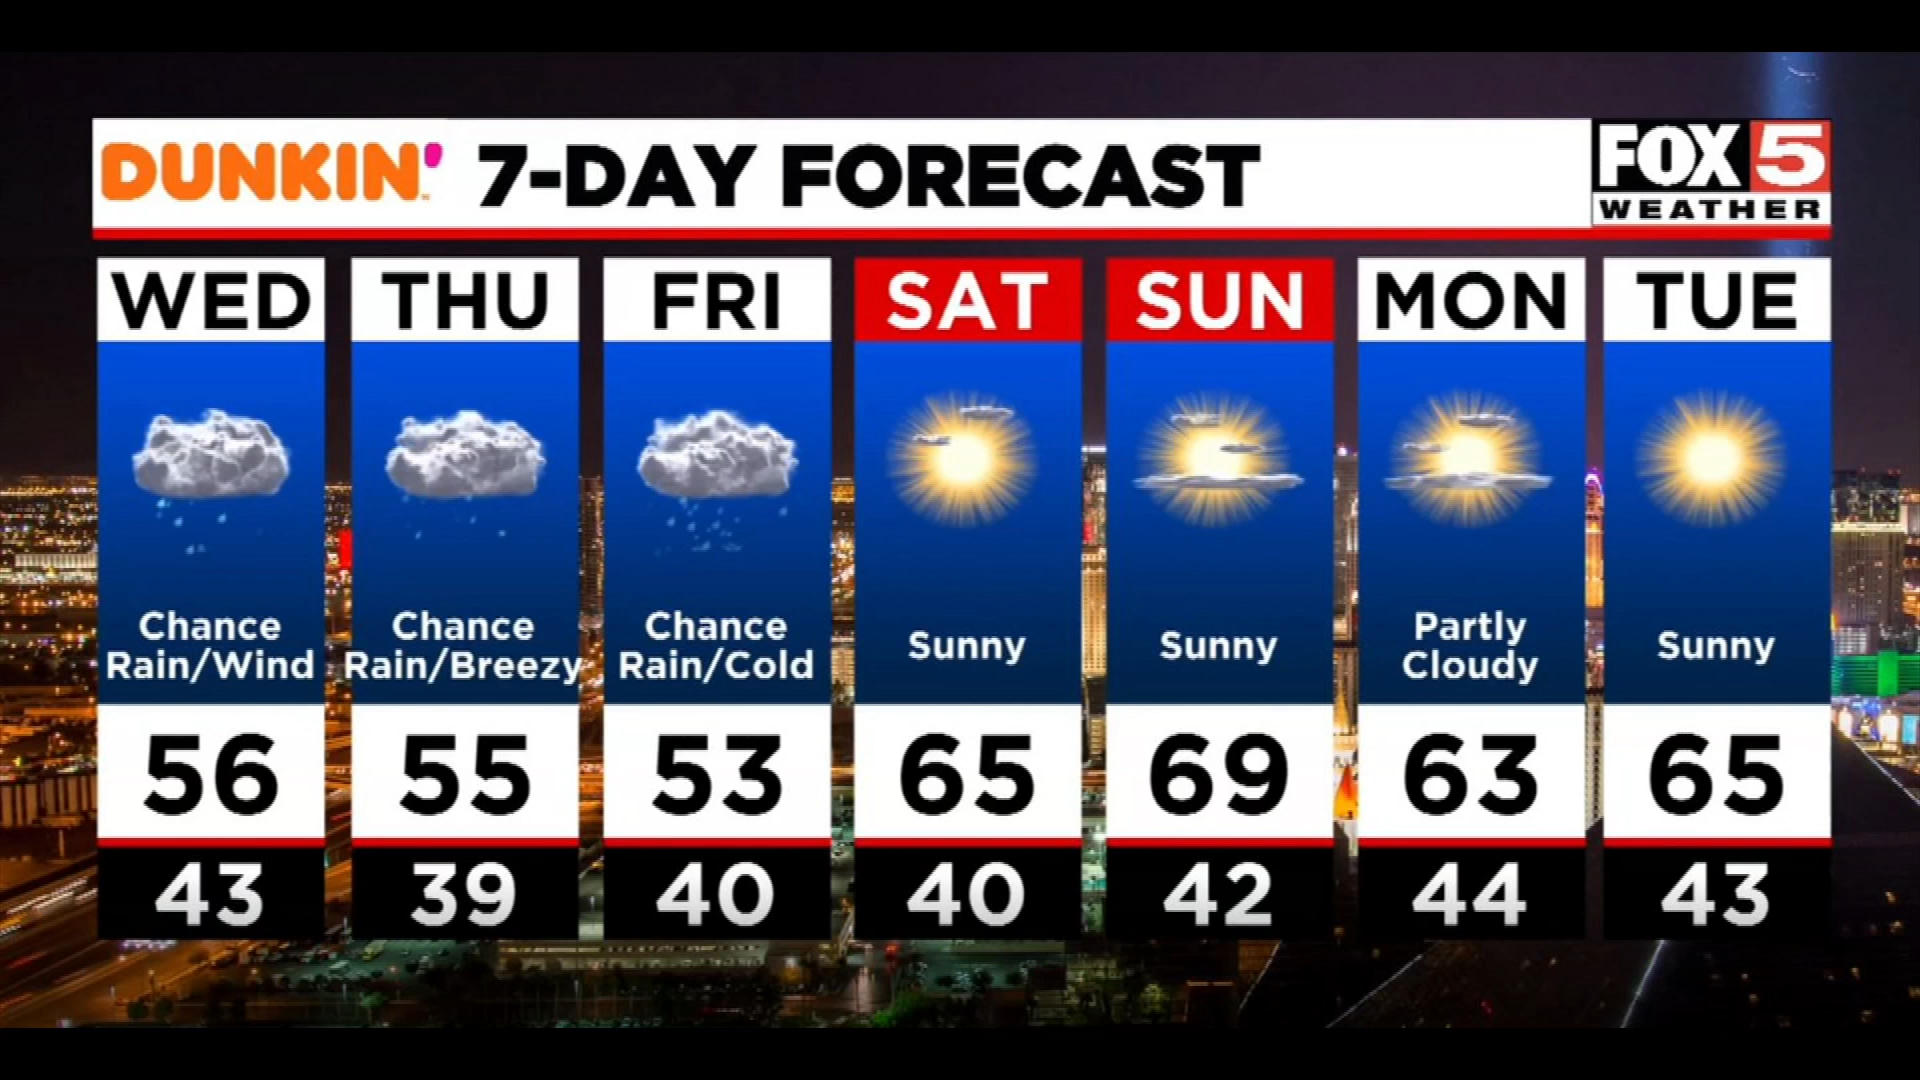 DUNKIN' 7-DAY FORECAST
FOX 5
WEATHER
WED THU FRI SAT SUN MON TUE
Chance
Rain/Wind
Chance
Rain/Breezy
Chance
Rain/Cold
Sunny
Sunny
Partly
Cloudy
Sunny
56 55 53 65 69 63 65
43 39 40 40 42 44 43